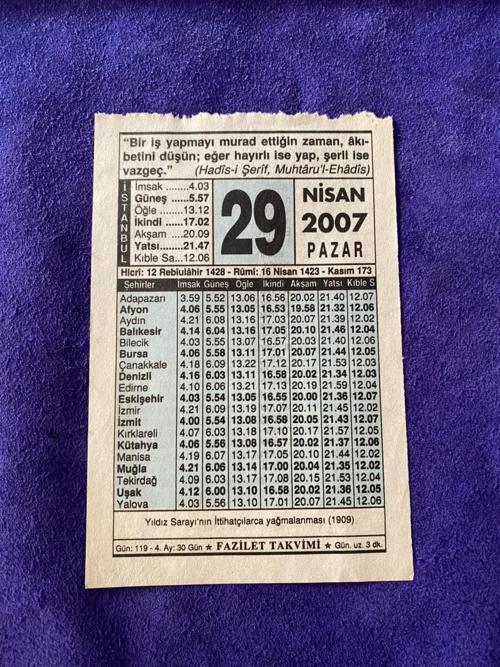 “Bir iş yapmayı murad ettiğin zaman, âkı-
betini düşün; eğer hayırlı ise yap, şerli ise
vazgeç.” (Hadîs-i Şerîf, Muhtâru'l-Ehâdîs)
İSTANBUL
İmsak ........4.03
Güneş ......5.57
Öğle ........13.12
İkindi ......17.02
Akşam ....20.09
Yatsı.......21.47
Kıble Sa...12.06
29
NİSAN
2007
PAZAR
Hicrî: 12 Rebîulâhir 1428 - Rûmî: 16 Nisan 1423 - Kasım 173
Şehirler İmsak Güneş Öğle İkindi Akşam Yatsı Kıble S
Adapazarı 3.59 5.52 13.06 16.56 20.02 21.40 12.07
Afyon 4.06 5.55 13.05 16.53 19.58 21.32 12.06
Aydın 4.21 6.08 13.16 17.03 20.07 21.39 12.02
Balıkesir 4.14 6.04 13.16 17.05 20.10 21.46 12.04
Bilecik 4.03 5.55 13.07 16.57 20.03 21.40 12.06
Bursa 4.06 5.58 13.11 17.01 20.07 21.44 12.05
Çanakkale 4.18 6.09 13.22 17.12 20.17 21.53 12.03
Denizli 4.16 6.03 13.11 16.58 20.02 21.34 12.03
Edirne 4.10 6.06 13.21 17.13 20.19 21.59 12.04
Eskişehir 4.03 5.54 13.05 16.55 20.00 21.36 12.07
İzmir 4.21 6.09 13.19 17.07 20.11 21.45 12.02
İzmit 4.00 5.54 13.08 16.58 20.05 21.43 12.07
Kırklareli 4.07 6.03 13.18 17.10 20.17 21.57 12.05
Kütahya 4.06 5.56 13.08 16.57 20.02 21.37 12.06
Manisa 4.19 6.07 13.17 17.05 20.10 21.44 12.02
Muğla 4.21 6.06 13.14 17.00 20.04 21.35 12.02
Tekirdağ 4.09 6.03 13.17 17.08 20.15 21.53 12.04
Uşak 4.12 6.00 13.10 16.58 20.02 21.36 12.05
Yalova 4.03 5.56 13.10 17.01 20.07 21.45 12.06
Yıldız Sarayı'nın İttihatçılarca yağmalanması (1909)
Gün: 119 - 4. Ay: 30 Gün ★ FAZİLET TAKVİMİ ★ Gün. uz. 3 dk.